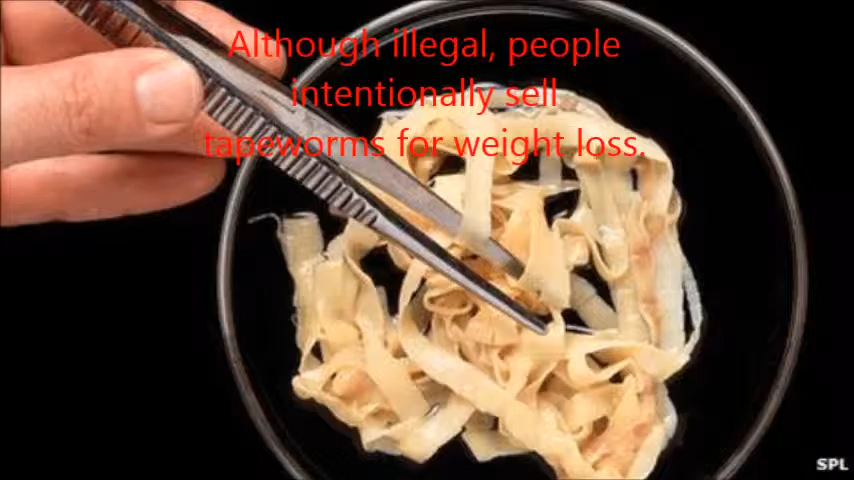 Although illegal, people
intentionally sell
tapeworms for weight loss.
SPL